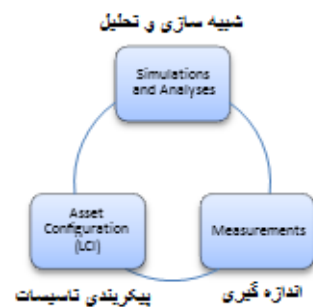 شبیه سازی و تحلیل
Simulations
and Analyses
Asset
Configuration
(LCI)
Measurements
پیکربندی تاسیسات
اندازه گیری